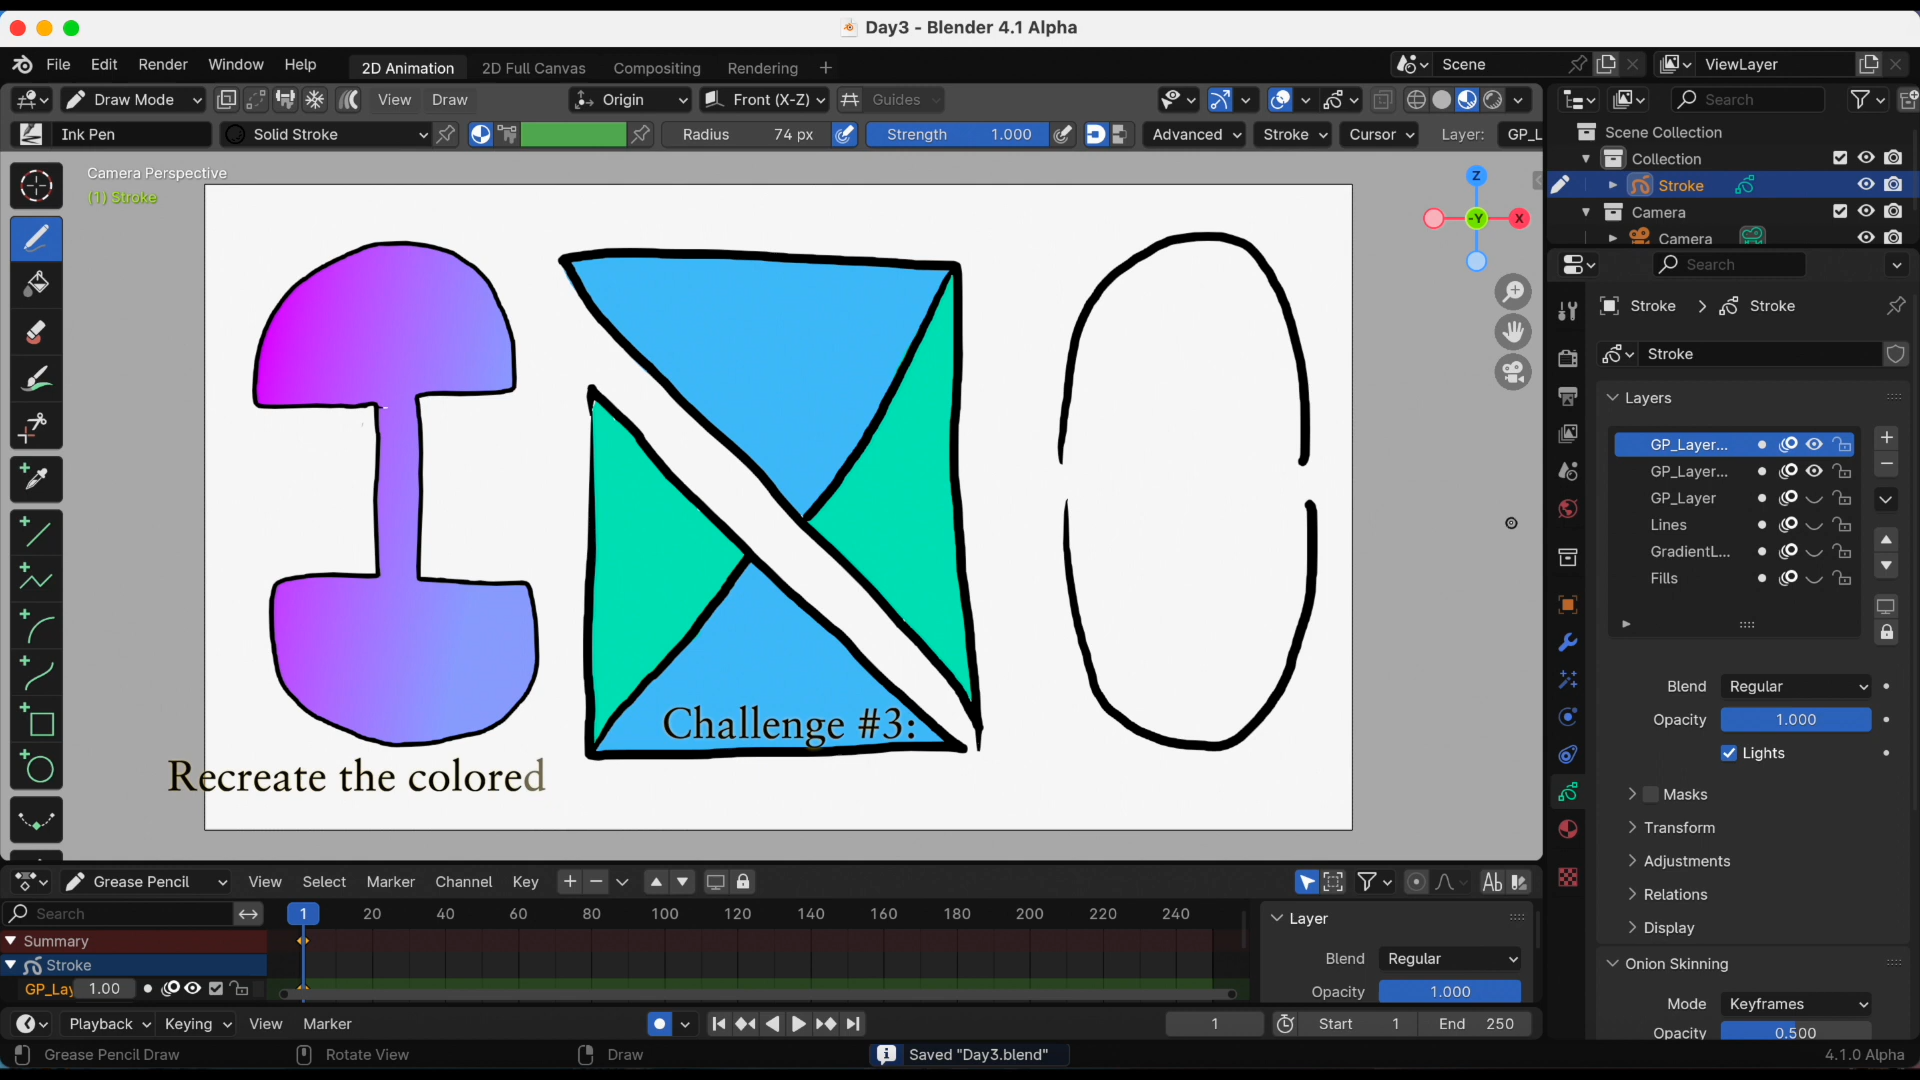 Day3 - Blender 4.1 Alpha
File Edit Render Window Help 2D Animation 2D Full Canvas Compositing Rendering + Scene ViewLayer
Draw Mode View Draw Origin Front (X-Z) Guides Search
Ink Pen Solid Stroke Radius 74 px Strength 1.000 Advanced Stroke Cursor Layer: GP_L
Scene Collection
Collection
Stroke
Camera
Camera
Camera Perspective
(1) Stroke
Z
-Y X
Search
Stroke > Stroke
Stroke
Layers
GP_Layer...
GP_Layer...
GP_Layer
Lines
GradientL...
Fills
Blend Regular
Opacity 1.000
Lights
Masks
Transform
Adjustments
Relations
Display
Onion Skinning
Mode Keyframes
Opacity 0.500
Challenge #3:
Recreate the colored
Grease Pencil View Select Marker Channel Key
Search 1 20 40 60 80 100 120 140 160 180 200 220 240
Summary
Stroke
GP_Lay 1.00
Layer
Blend Regular
Opacity 1.000
Playback Keying View Marker 1 Start 1 End 250
Grease Pencil Draw Rotate View Draw Saved "Day3.blend" 4.1.0 Alpha